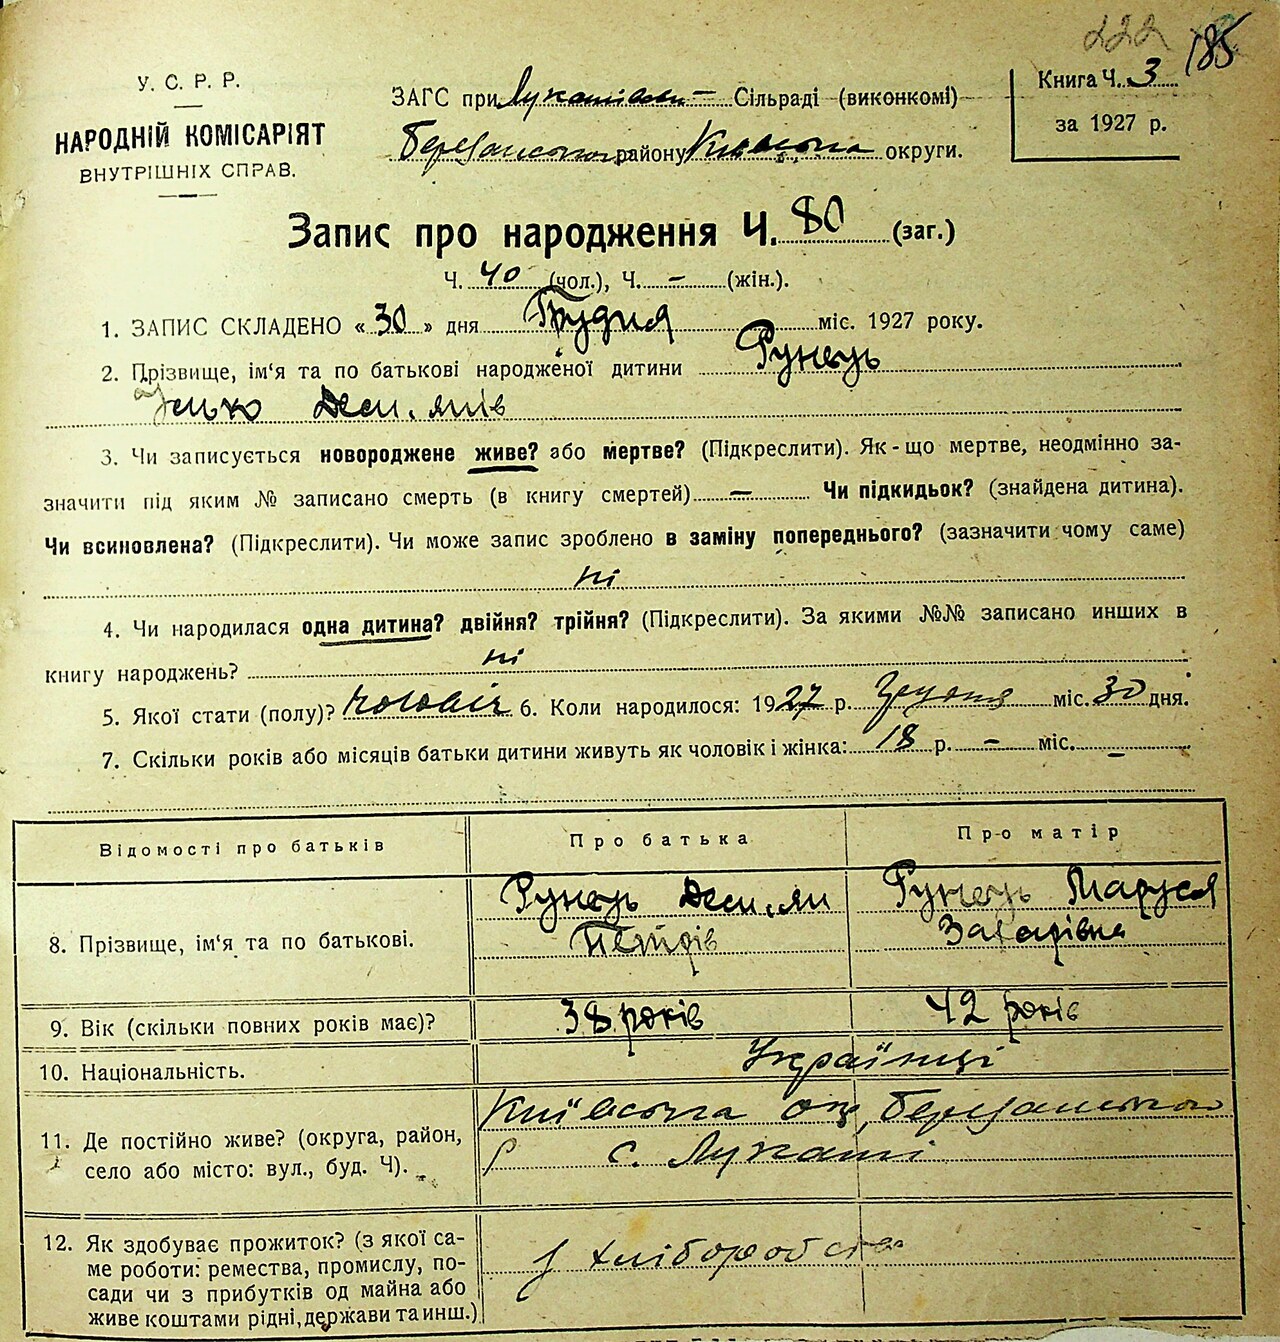 222 185
У. С. Р. Р.
НАРОДНІЙ КОМІСАРІЯТ
ВНУТРІШНІХ СПРАВ.
ЗАГС при Лукашівськ— Сільраді (виконкомі)
Березанського району Київська округи.
Книга Ч. 3
за 1927 р.
Запис про народження Ч. 80 (заг.)
Ч. 40 (чол.), Ч. – (жін.).
1. ЗАПИС СКЛАДЕНО «30» дня Грудня міс. 1927 року.
2. Прізвище, ім‘я та по батькові народженої дитини Рунець
Улько Дем.янів
3. Чи записується новороджене живе? або мертве? (Підкреслити). Як-що мертве, неодмінно за-
значити під яким № записано смерть (в книгу смертей) — Чи підкидьок? (знайдена дитина).
Чи всиновлена? (Підкреслити). Чи може запис зроблено в заміну попереднього? (зазначити чому саме)
ні
4. Чи народилася одна дитина? двійня? трійня? (Підкреслити). За якими №№ записано инших в
книгу народжень? ні
5. Якої стати (полу)? чоловіч 6. Коли народилося: 1927 р. грудня міс. 30 дня.
7. Скільки років або місяців батьки дитини живуть як чоловік і жінка: 18 р. – міс. –
Відомості про батьків Про батька Про матір
8. Прізвище, ім‘я та по батькові. Рунець Дем.ян Рунець Маруся
Петрів Захарівна
9. Вік (скільки повних років має)? 38 років 42 років
10. Національність. Українці
11. Де постійно живе? (округа, район, Київська ок, Березанського
село або місто: вул., буд. Ч). р с. Лукаші
12. Як здобуває прожиток? (з якої са- з хліборобства
ме роботи: ремества, промислу, по-
сади чи з прибутків од майна або
живе коштами рідні, держави та инш.)